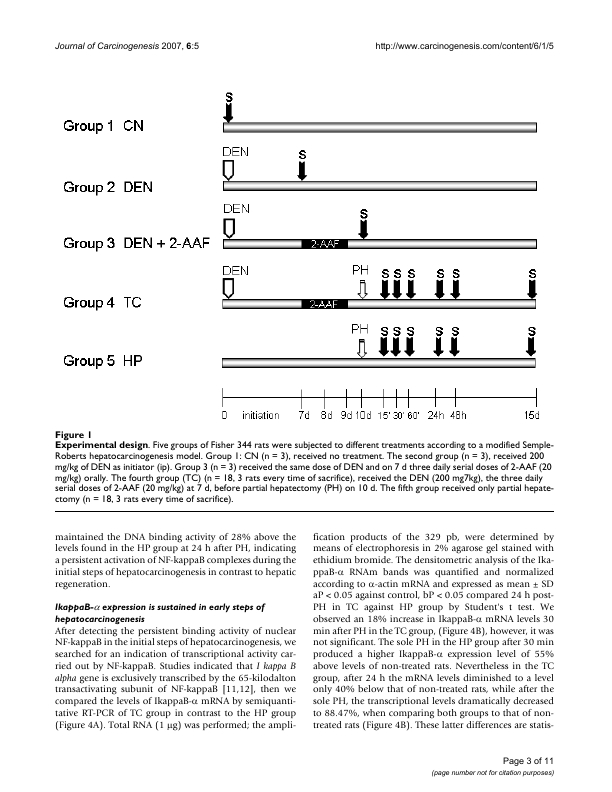 Journal of Carcinogenesis 2007, 6:5
http://www.carcinogenesis.com/content/6/1/5
S
Group 1 CN
DEN
S
Group 2 DEN
DEN
S
Group 3 DEN + 2-AAF
2-AAF
DEN
PH
S S S S S S
Group 4 TC
2-AAF
PH
S S S S S S
Group 5 HP
0 initiation 7d 8d 9d 10d 15' 30' 60' 24h 48h 15d
Figure 1
Experimental design. Five groups of Fisher 344 rats were subjected to different treatments according to a modified Semple-
Roberts hepatocarcinogenesis model. Group 1: CN (n = 3), received no treatment. The second group (n = 3), received 200
mg/kg of DEN as initiator (ip). Group 3 (n = 3) received the same dose of DEN and on 7 d three daily serial doses of 2-AAF (20
mg/kg) orally. The fourth group (TC) (n = 18, 3 rats every time of sacrifice), received the DEN (200 mg7kg), the three daily
serial doses of 2-AAF (20 mg/kg) at 7 d, before partial hepatectomy (PH) on 10 d. The fifth group received only partial hepate-
ctomy (n = 18, 3 rats every time of sacrifice).
maintained the DNA binding activity of 28% above the
levels found in the HP group at 24 h after PH, indicating
a persistent activation of NF-kappaB complexes during the
initial steps of hepatocarcinogenesis in contrast to hepatic
regeneration.
IkappaB-α expression is sustained in early steps of
hepatocarcinogenesis
After detecting the persistent binding activity of nuclear
NF-kappaB in the initial steps of hepatocarcinogenesis, we
searched for an indication of transcriptional activity car-
ried out by NF-kappaB. Studies indicated that I kappa B
alpha gene is exclusively transcribed by the 65-kilodalton
transactivating subunit of NF-kappaB [11,12], then we
compared the levels of IkappaB-α mRNA by semiquanti-
tative RT-PCR of TC group in contrast to the HP group
(Figure 4A). Total RNA (1 μg) was performed; the ampli-
fication products of the 329 pb, were determined by
means of electrophoresis in 2% agarose gel stained with
ethidium bromide. The densitometric analysis of the Ika-
ppaB-α RNAm bands was quantified and normalized
according to α-actin mRNA and expressed as mean ± SD
aP < 0.05 against control, bP < 0.05 compared 24 h post-
PH in TC against HP group by Student's t test. We
observed an 18% increase in IkappaB-α mRNA levels 30
min after PH in the TC group, (Figure 4B), however, it was
not significant. The sole PH in the HP group after 30 min
produced a higher IkappaB-α expression level of 55%
above levels of non-treated rats. Nevertheless in the TC
group, after 24 h the mRNA levels diminished to a level
only 40% below that of non-treated rats, while after the
sole PH, the transcriptional levels dramatically decreased
to 88.47%, when comparing both groups to that of non-
treated rats (Figure 4B). These latter differences are statis-
Page 3 of 11
(page number not for citation purposes)